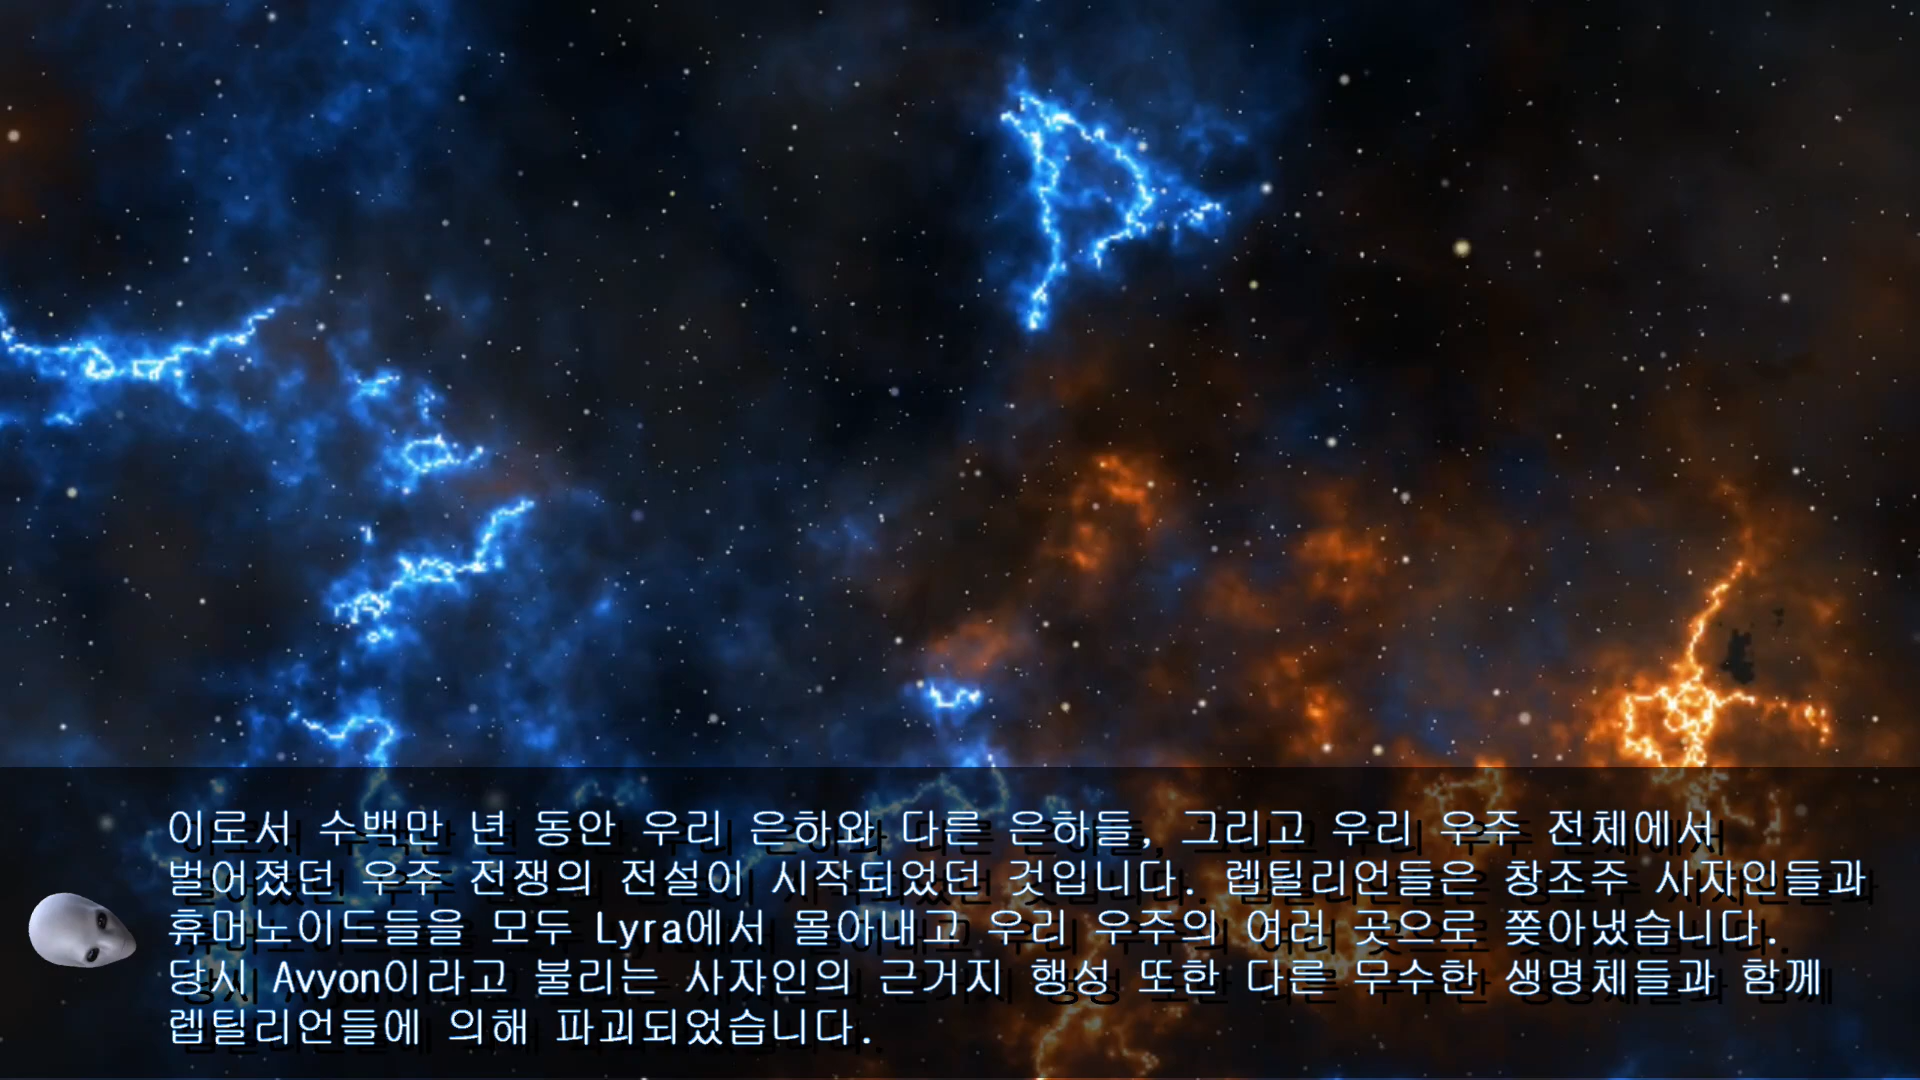 이로서 수백만 년 동안 우리 은하와 다른 은하들, 그리고 우리 우주 전체에서
벌어졌던 우주 전쟁의 전설이 시작되었던 것입니다. 렙틸리언들은 창조주 사자인들과
휴머노이드들을 모두 Lyra에서 몰아내고 우리 우주의 여러 곳으로 쫓아냈습니다.
당시 Avyon이라고 불리는 사자인의 근거지 행성 또한 다른 무수한 생명체들과 함께
렙틸리언들에 의해 파괴되었습니다.